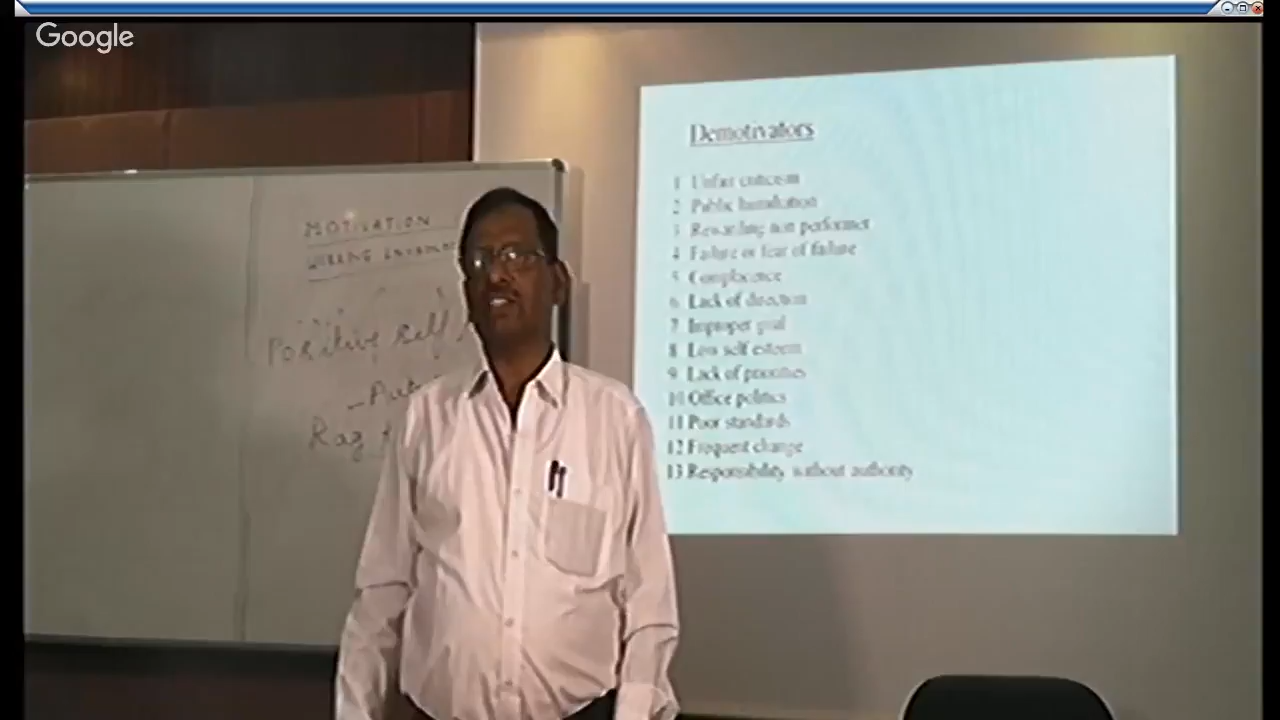 Google
MOTIVATION
WORKING
Positive self
Demotivators
1 Unfair criticism
2 Public humiliation
3 Rewarding non performer
4 Failure or fear of failure
5 Complacence
6 Lack of direction
7 Improper goal
8 Low self esteem
9 Lack of priorities
10 Office politics
11 Poor standards
12 Frequent change
13 Responsibility without authority